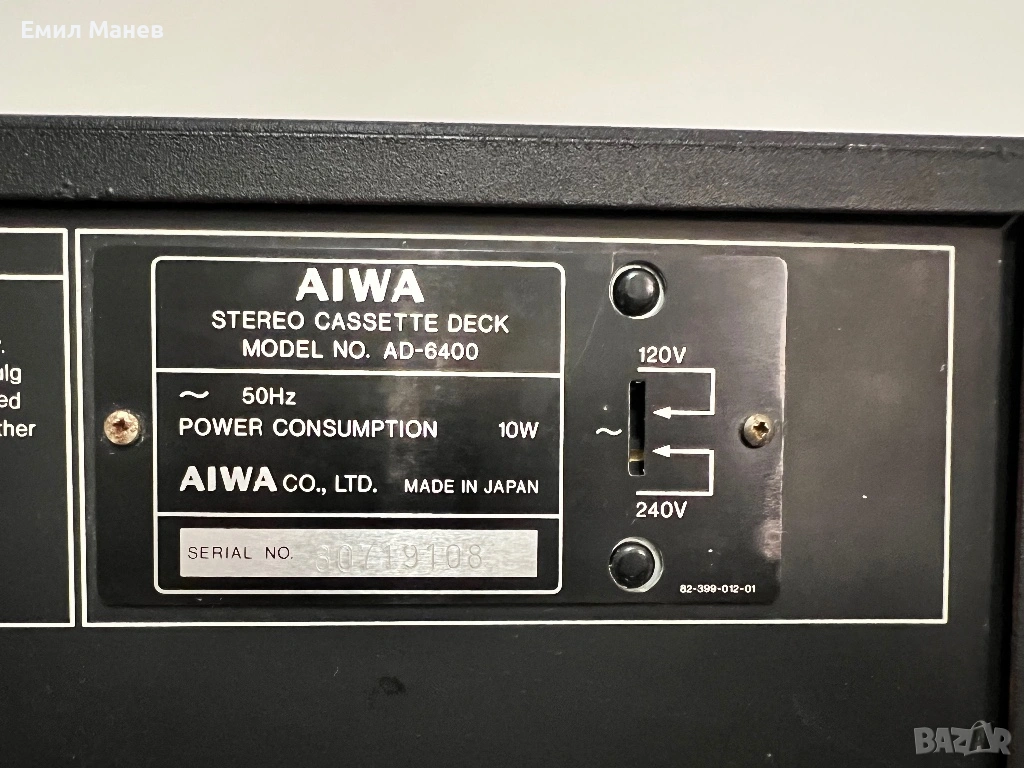 Емил Манев
ulg
ed
ther
AIWA
STEREO CASSETTE DECK
MODEL NO. AD-6400
~ 50Hz
POWER CONSUMPTION 10W
AIWA CO., LTD. MADE IN JAPAN
SERIAL NO.
120V
~
240V
82-399-012-01
BAZAR